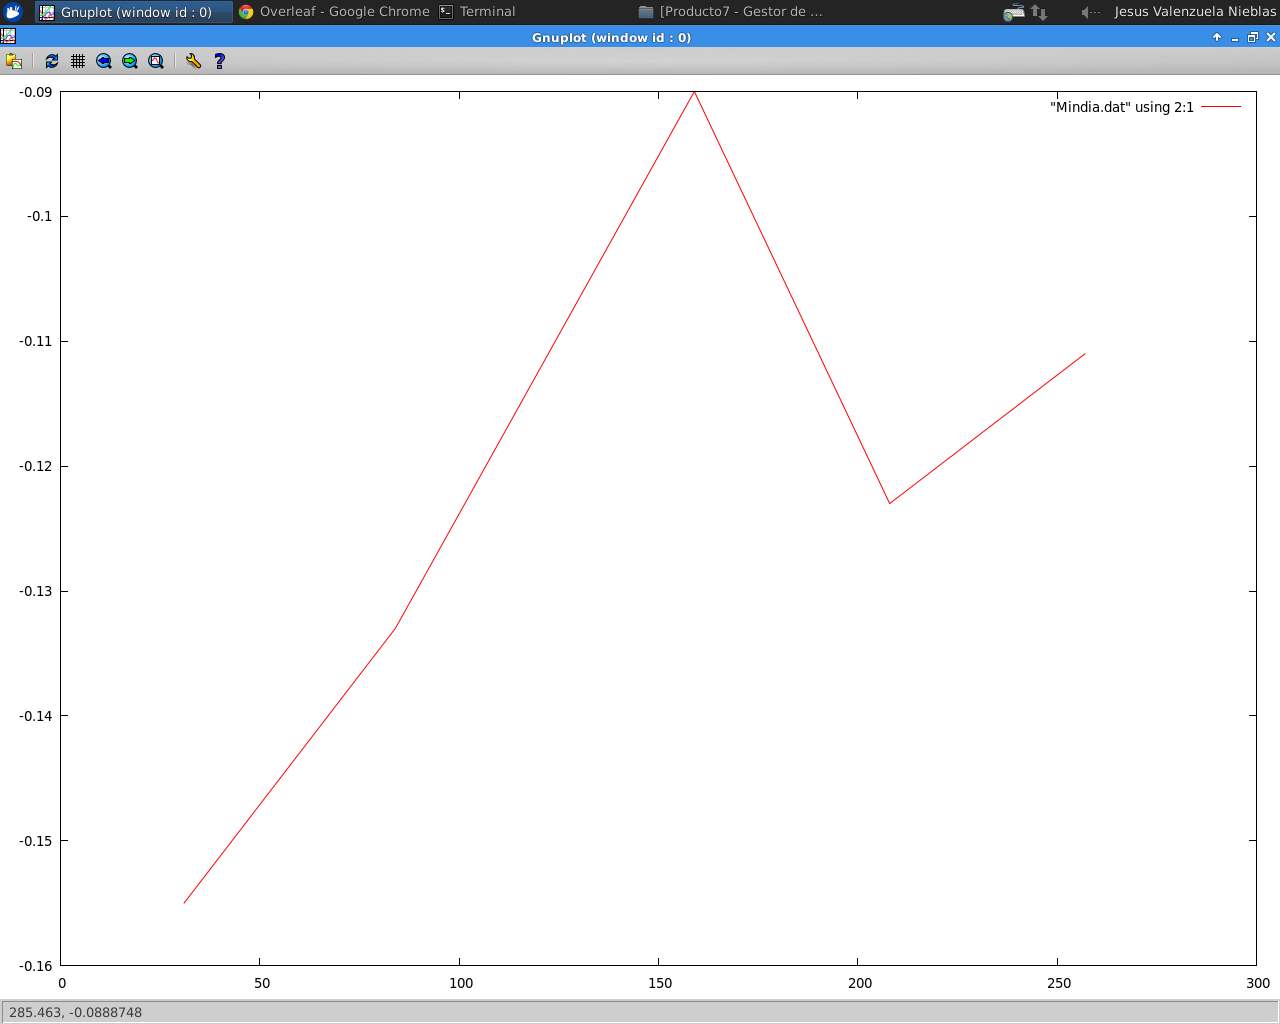 Gnuplot (window id : 0) Overleaf - Google Chrome Terminal [Producto7 - Gestor de ... Jesus Valenzuela Nieblas
Gnuplot (window id : 0)
"Mindia.dat" using 2:1
-0.09
-0.1
-0.11
-0.12
-0.13
-0.14
-0.15
-0.16
0 50 100 150 200 250 300
285.463, -0.0888748